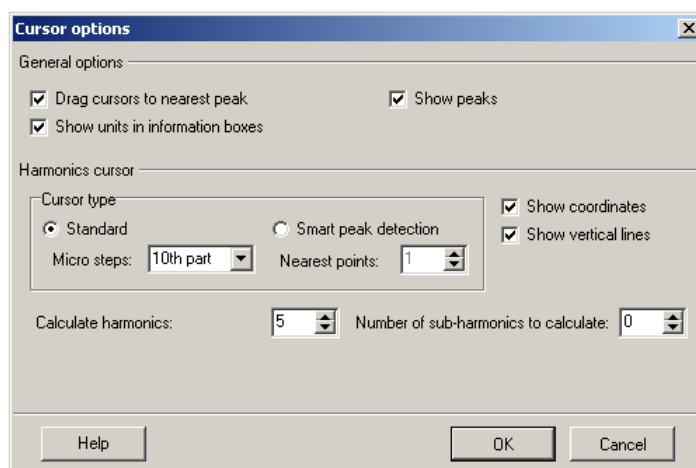 Cursor options
General options
Drag cursors to nearest peak
Show peaks
Show units in information boxes
Harmonics cursor
Cursor type
Standard
Smart peak detection
Show coordinates
Micro steps: 10th part
Nearest points: 1
Show vertical lines
Calculate harmonics: 5
Number of sub-harmonics to calculate: 0
Help
OK
Cancel